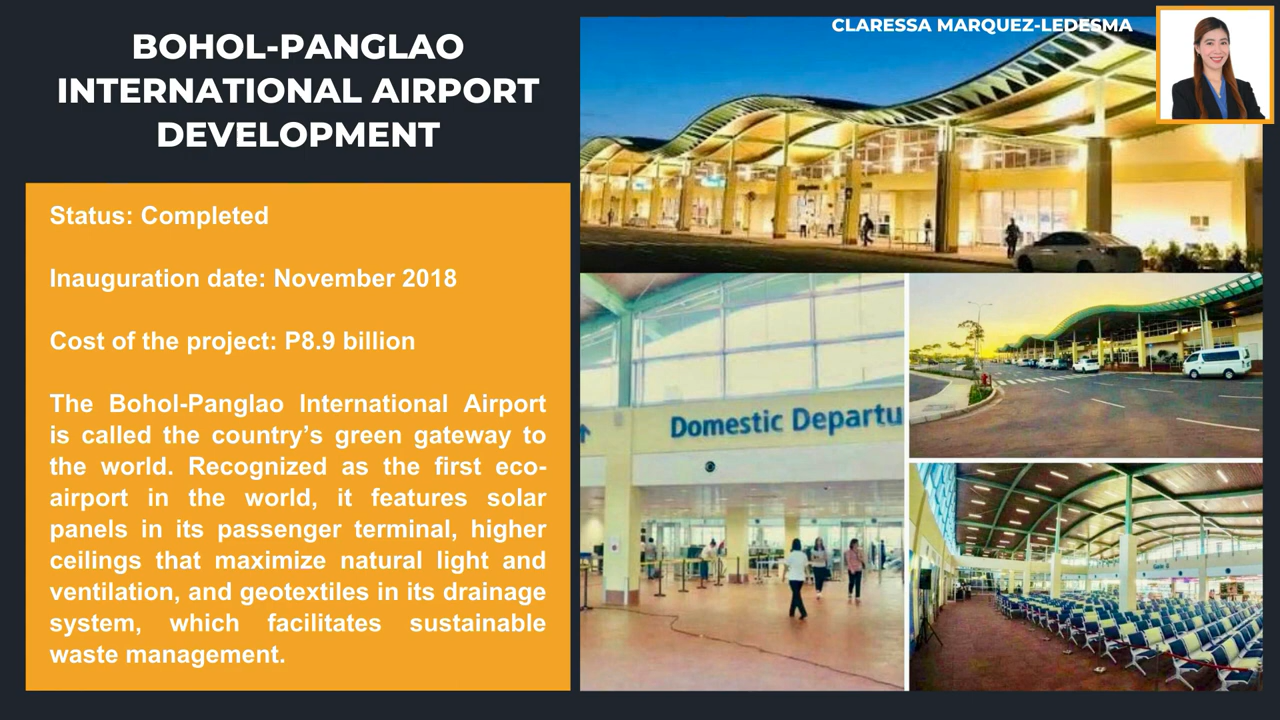 BOHOL-PANGLAO
INTERNATIONAL AIRPORT
DEVELOPMENT
CLARESSA MARQUEZ-LEDESMA
Status: Completed
Inauguration date: November 2018
Cost of the project: P8.9 billion
The Bohol-Panglao International Airport
is called the country’s green gateway to
the world. Recognized as the first eco-
airport in the world, it features solar
panels in its passenger terminal, higher
ceilings that maximize natural light and
ventilation, and geotextiles in its drainage
system, which facilitates sustainable
waste management.
Domestic Departu